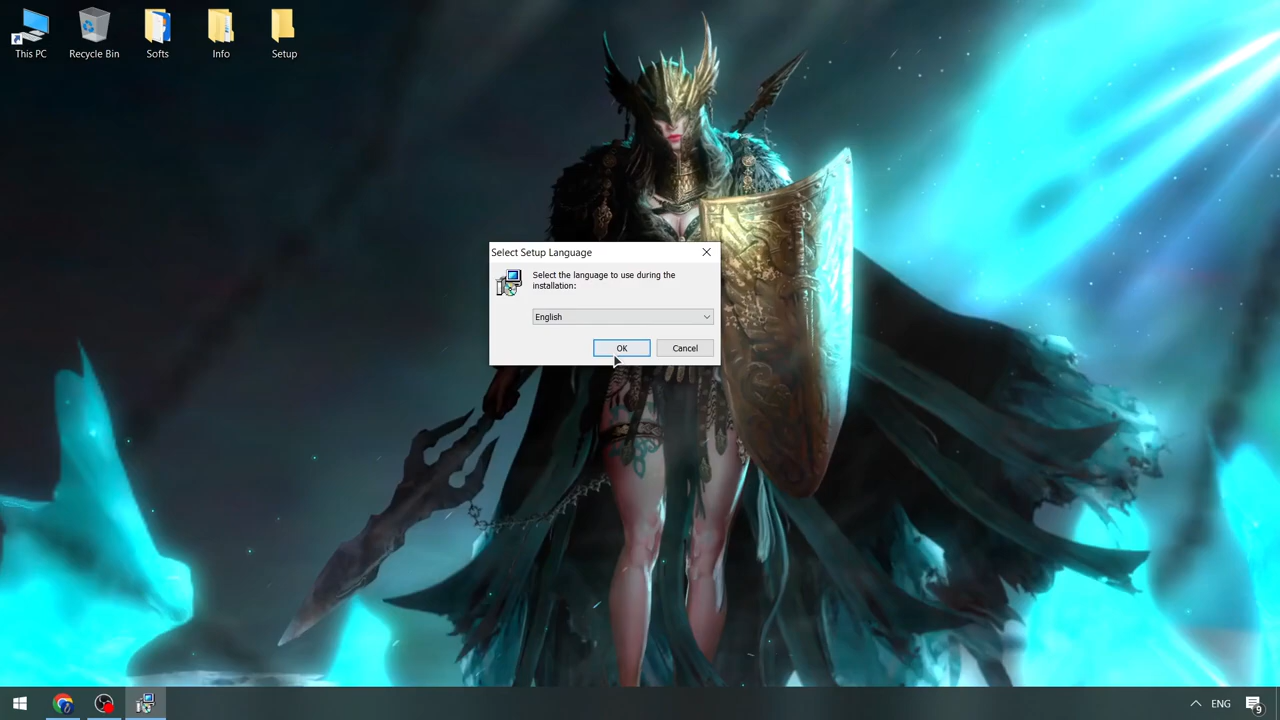 This PC
Recycle Bin
Softs
Info
Setup
Select Setup Language
Select the language to use during the
installation:
English
OK
Cancel
ENG
9